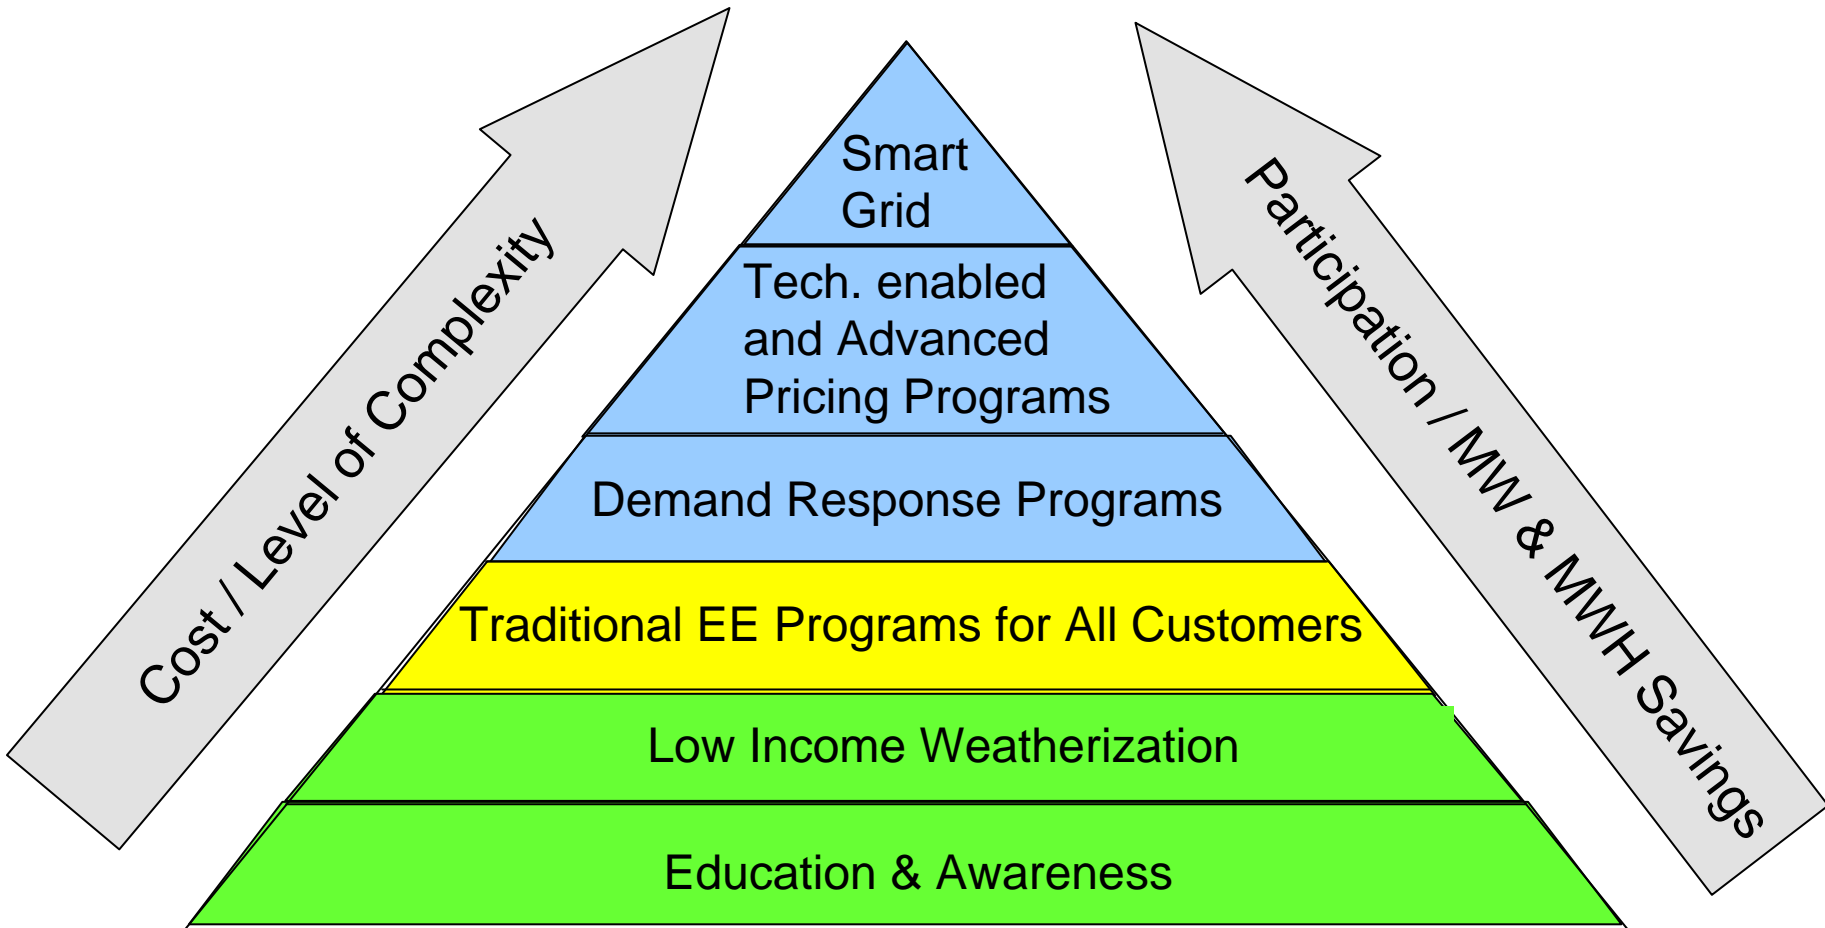 Smart
Grid
Tech. enabled
and Advanced
Pricing Programs
Demand Response Programs
Traditional EE Programs for All Customers
Low Income Weatherization
Education & Awareness
Cost / Level of Complexity
Participation / MW & MWH Savings